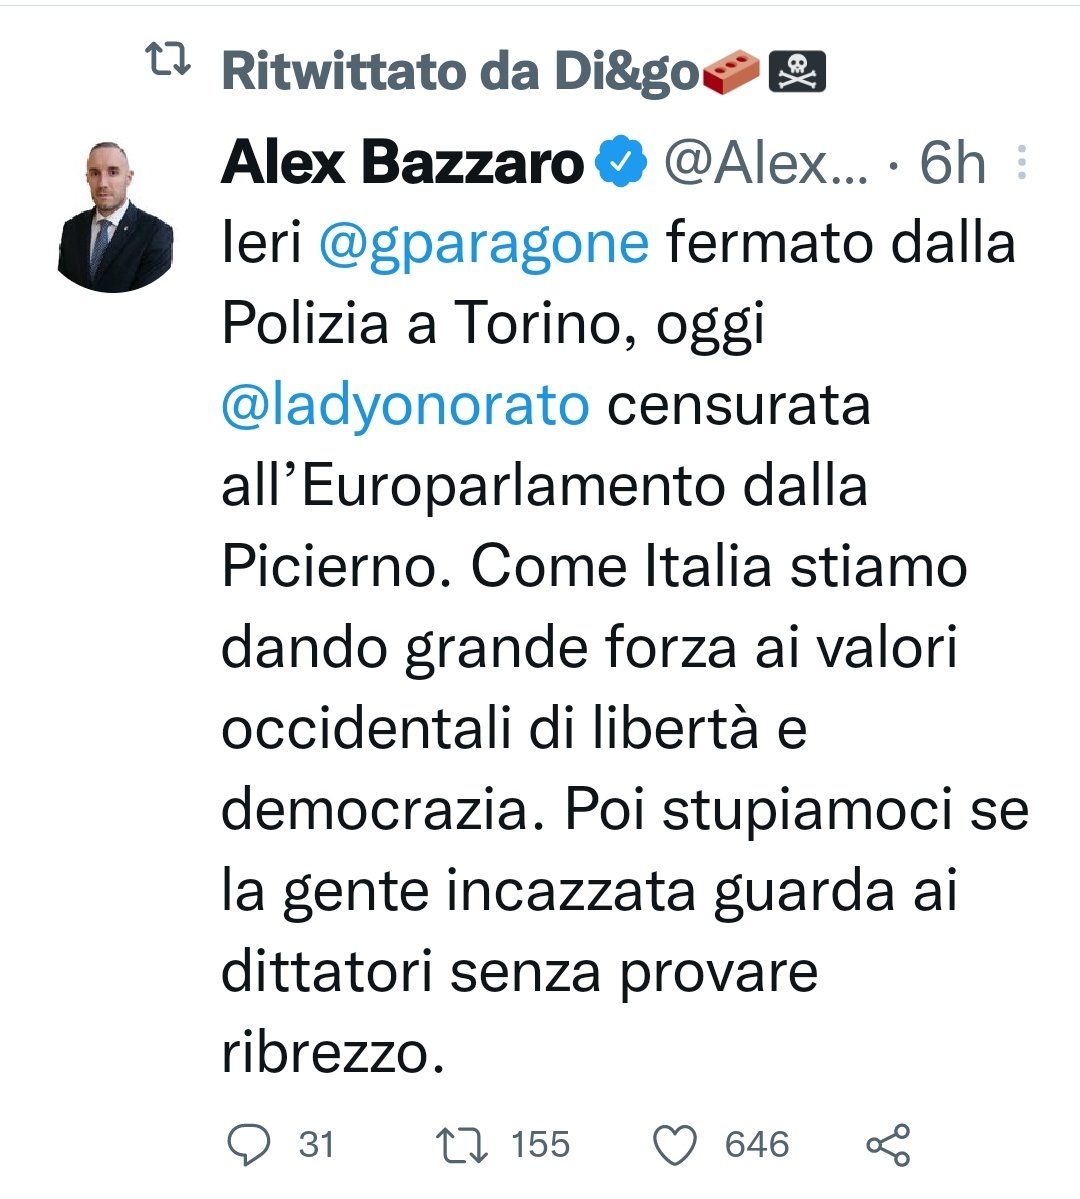 Ritwittato da Di&go🧱🏴‍☠️
Alex Bazzaro @Alex... · 6h
Ieri @gparagone fermato dalla
Polizia a Torino, oggi
@ladyonorato censurata
all’Europarlamento dalla
Picierno. Come Italia stiamo
dando grande forza ai valori
occidentali di libertà e
democrazia. Poi stupiamoci se
la gente incazzata guarda ai
dittatori senza provare
ribrezzo.
31 155 646